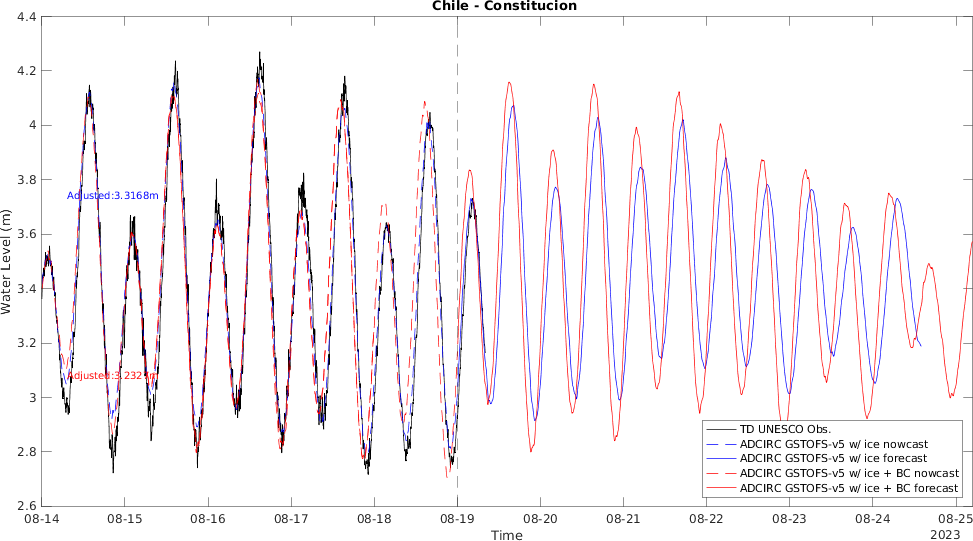 Chile - Constitucion
4.4
4.2
4
3.8
3.6
3.4
3.2
3
2.8
2.6
Water Level (m)
Adjusted:3.3168m
TD UNESCO Obs.
ADCIRC GSTOFS-v5 w/ ice nowcast
ADCIRC GSTOFS-v5 w/ ice forecast
ADCIRC GSTOFS-v5 w/ ice + BC nowcast
ADCIRC GSTOFS-v5 w/ ice + BC forecast
08-14 08-15 08-16 08-17 08-18 08-19 08-20 08-21 08-22 08-23 08-24 08-25
Time
2023